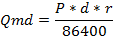 Qmd = P * d * r / 86400